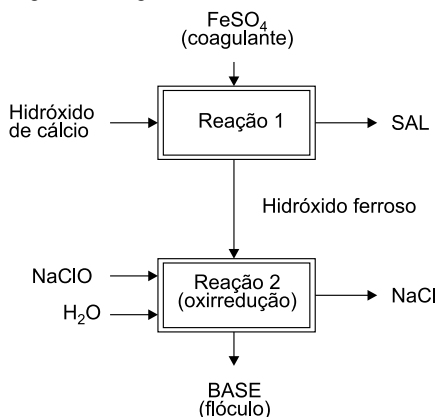 FeSO₄
(coagulante)
Hidróxido
de cálcio
Reação 1
SAL
Hidróxido ferroso
NaClO
H₂O
Reação 2
(oxirredução)
NaCl
BASE
(flóculo)